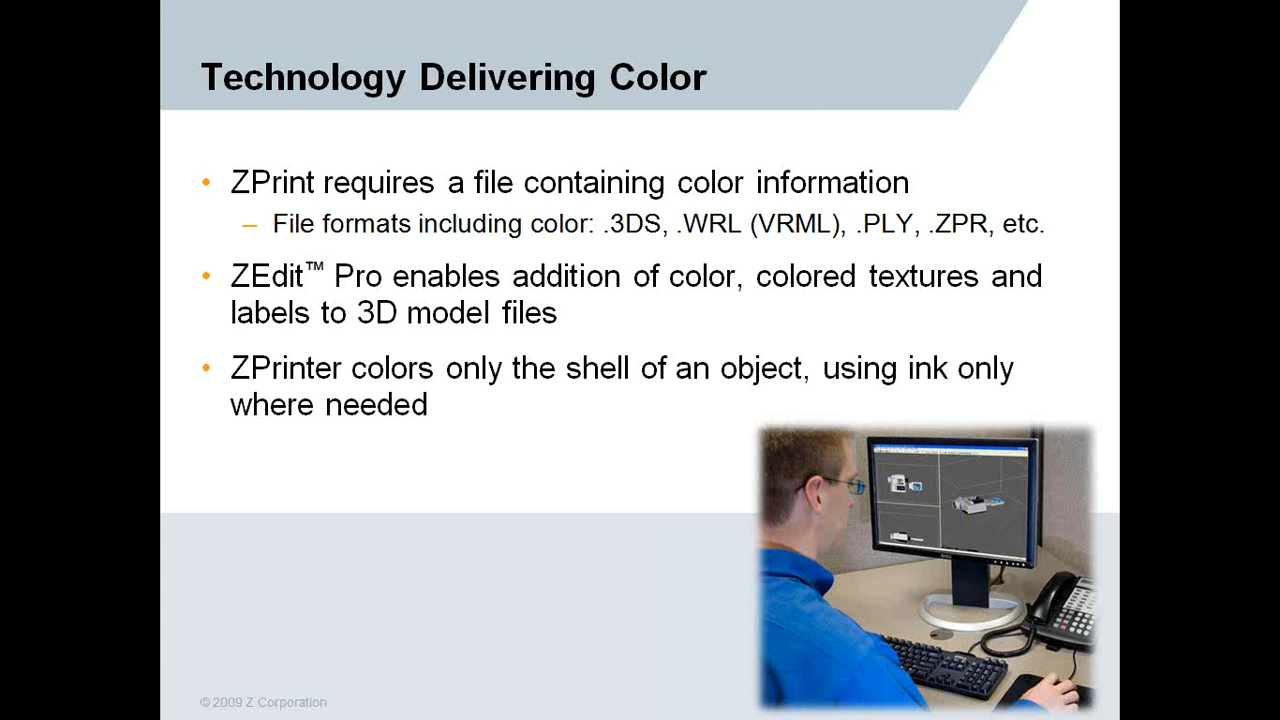 Technology Delivering Color
• ZPrint requires a file containing color information
– File formats including color: .3DS, .WRL (VRML), .PLY, .ZPR, etc.
• ZEdit™ Pro enables addition of color, colored textures and
labels to 3D model files
• ZPrinter colors only the shell of an object, using ink only
where needed
DELL
© 2009 Z Corporation